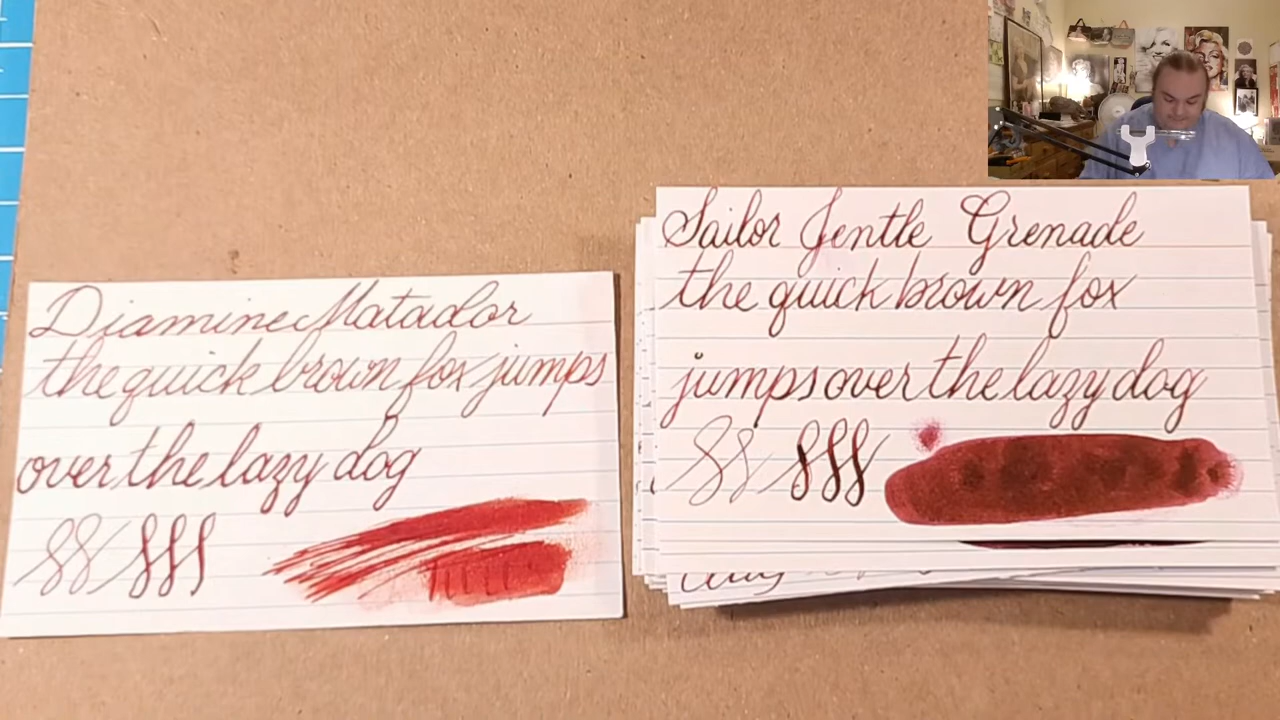 Diamine Matador
the quick brown fox jumps
over the lazy dog
Sailor Jentle Grenade
the quick brown fox
jumps over the lazy dog